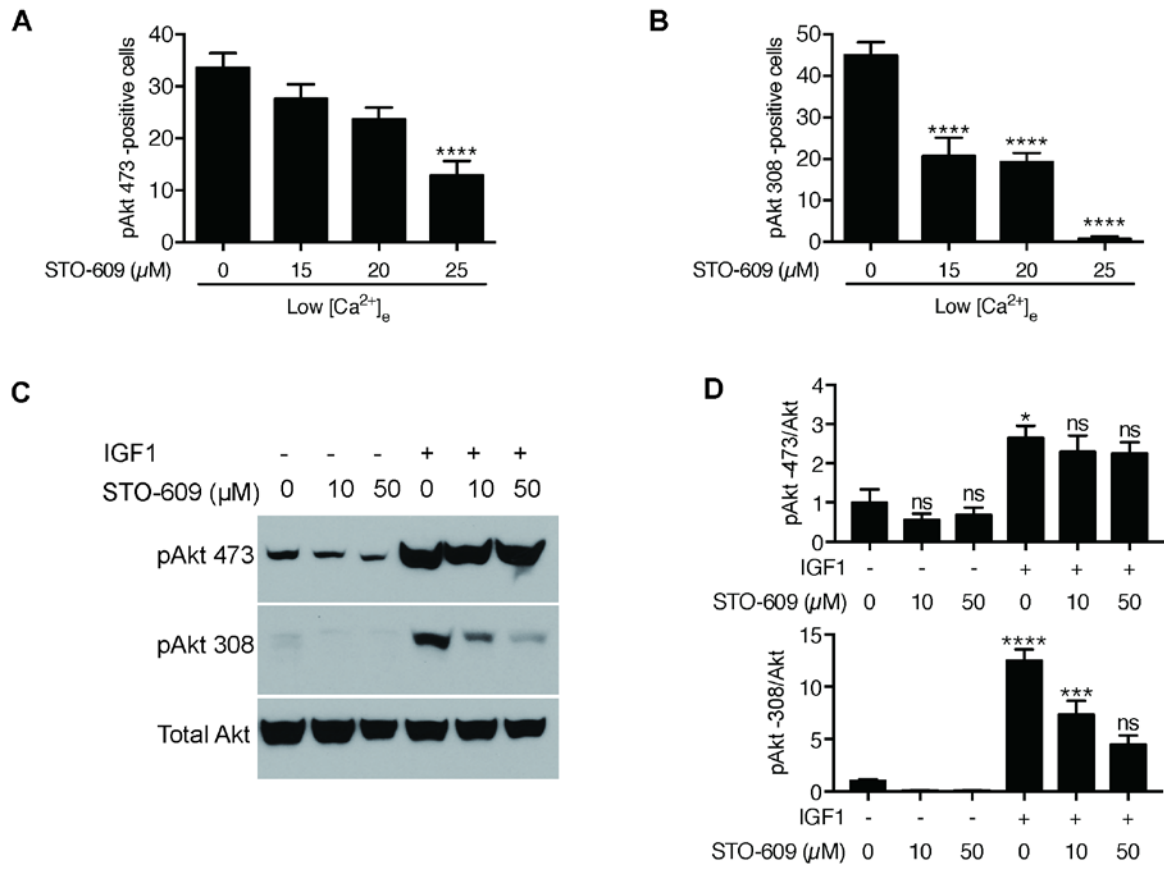 A
pAkt 473 -positive cells
40
30
20
10
0
****
STO-609 (µM) 0 15 20 25
Low [Ca²⁺]ₑ
B
pAkt 308 -positive cells
50
40
30
20
10
0
**** **** ****
STO-609 (µM) 0 15 20 25
Low [Ca²⁺]ₑ
C
IGF1 - - - + + +
STO-609 (µM) 0 10 50 0 10 50
pAkt 473
pAkt 308
Total Akt
D
pAkt -473/Akt
4
3
2
1
0
ns ns * ns ns
IGF1 - - - + + +
STO-609 (µM) 0 10 50 0 10 50
pAkt -308/Akt
15
10
5
0
**** *** ns
IGF1 - - - + + +
STO-609 (µM) 0 10 50 0 10 50